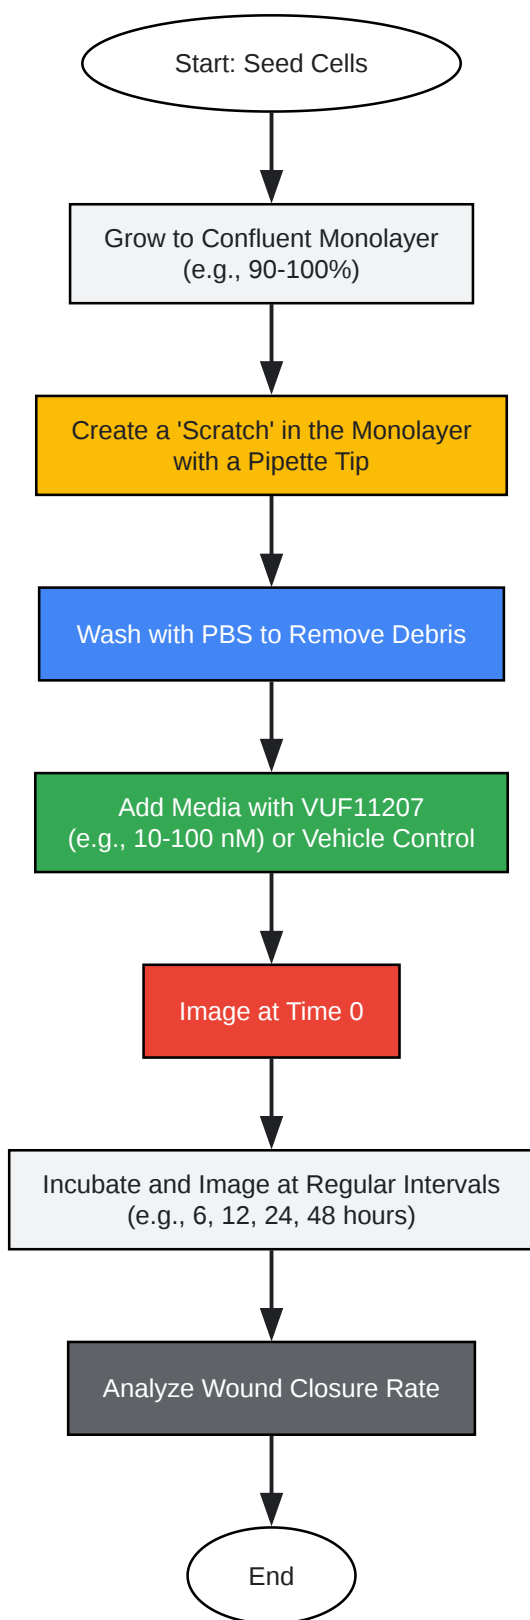 Start: Seed Cells
Grow to Confluent Monolayer
(e.g., 90-100%)
Create a 'Scratch' in the Monolayer
with a Pipette Tip
Wash with PBS to Remove Debris
Add Media with VUF11207
(e.g., 10-100 nM) or Vehicle Control
Image at Time 0
Incubate and Image at Regular Intervals
(e.g., 6, 12, 24, 48 hours)
Analyze Wound Closure Rate
End